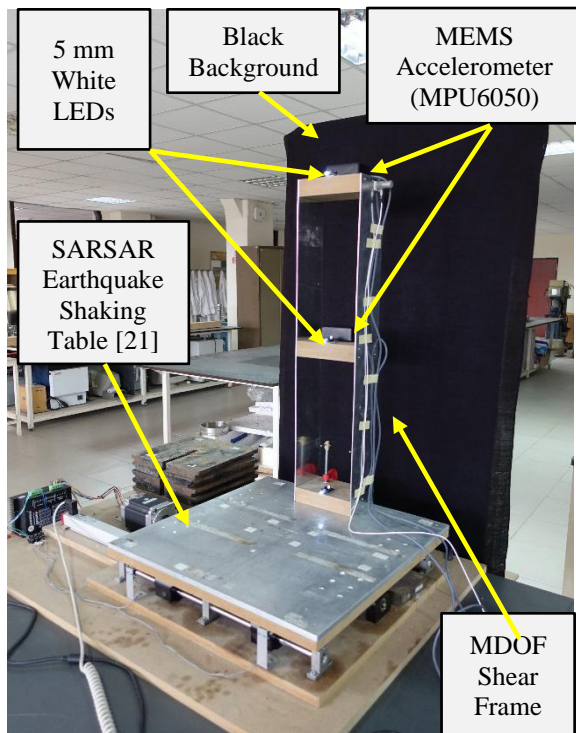 5 mm
White
LEDs
Black
Background
MEMS
Accelerometer
(MPU6050)
SARSAR
Earthquake
Shaking
Table [21]
MDOF
Shear
Frame